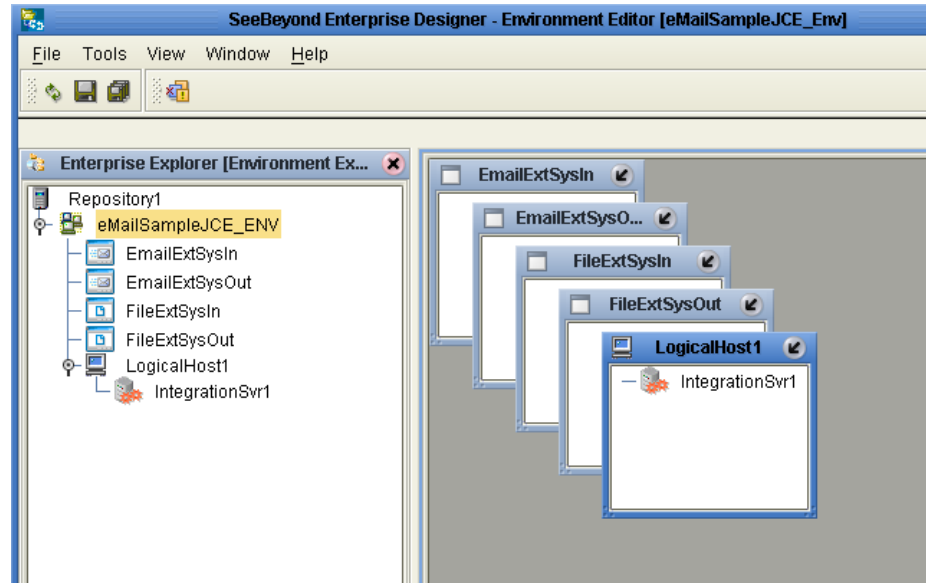 SeeBeyond Enterprise Designer - Environment Editor [eMailSampleJCE_Env]
File Tools View Window Help
Enterprise Explorer [Environment Ex...
Repository1
eMailSampleJCE_ENV
EmailExtSysIn
EmailExtSysOut
FileExtSysIn
FileExtSysOut
LogicalHost1
IntegrationSvr1
EmailExtSysIn
EmailExtSysO...
FileExtSysIn
FileExtSysOut
LogicalHost1
IntegrationSvr1